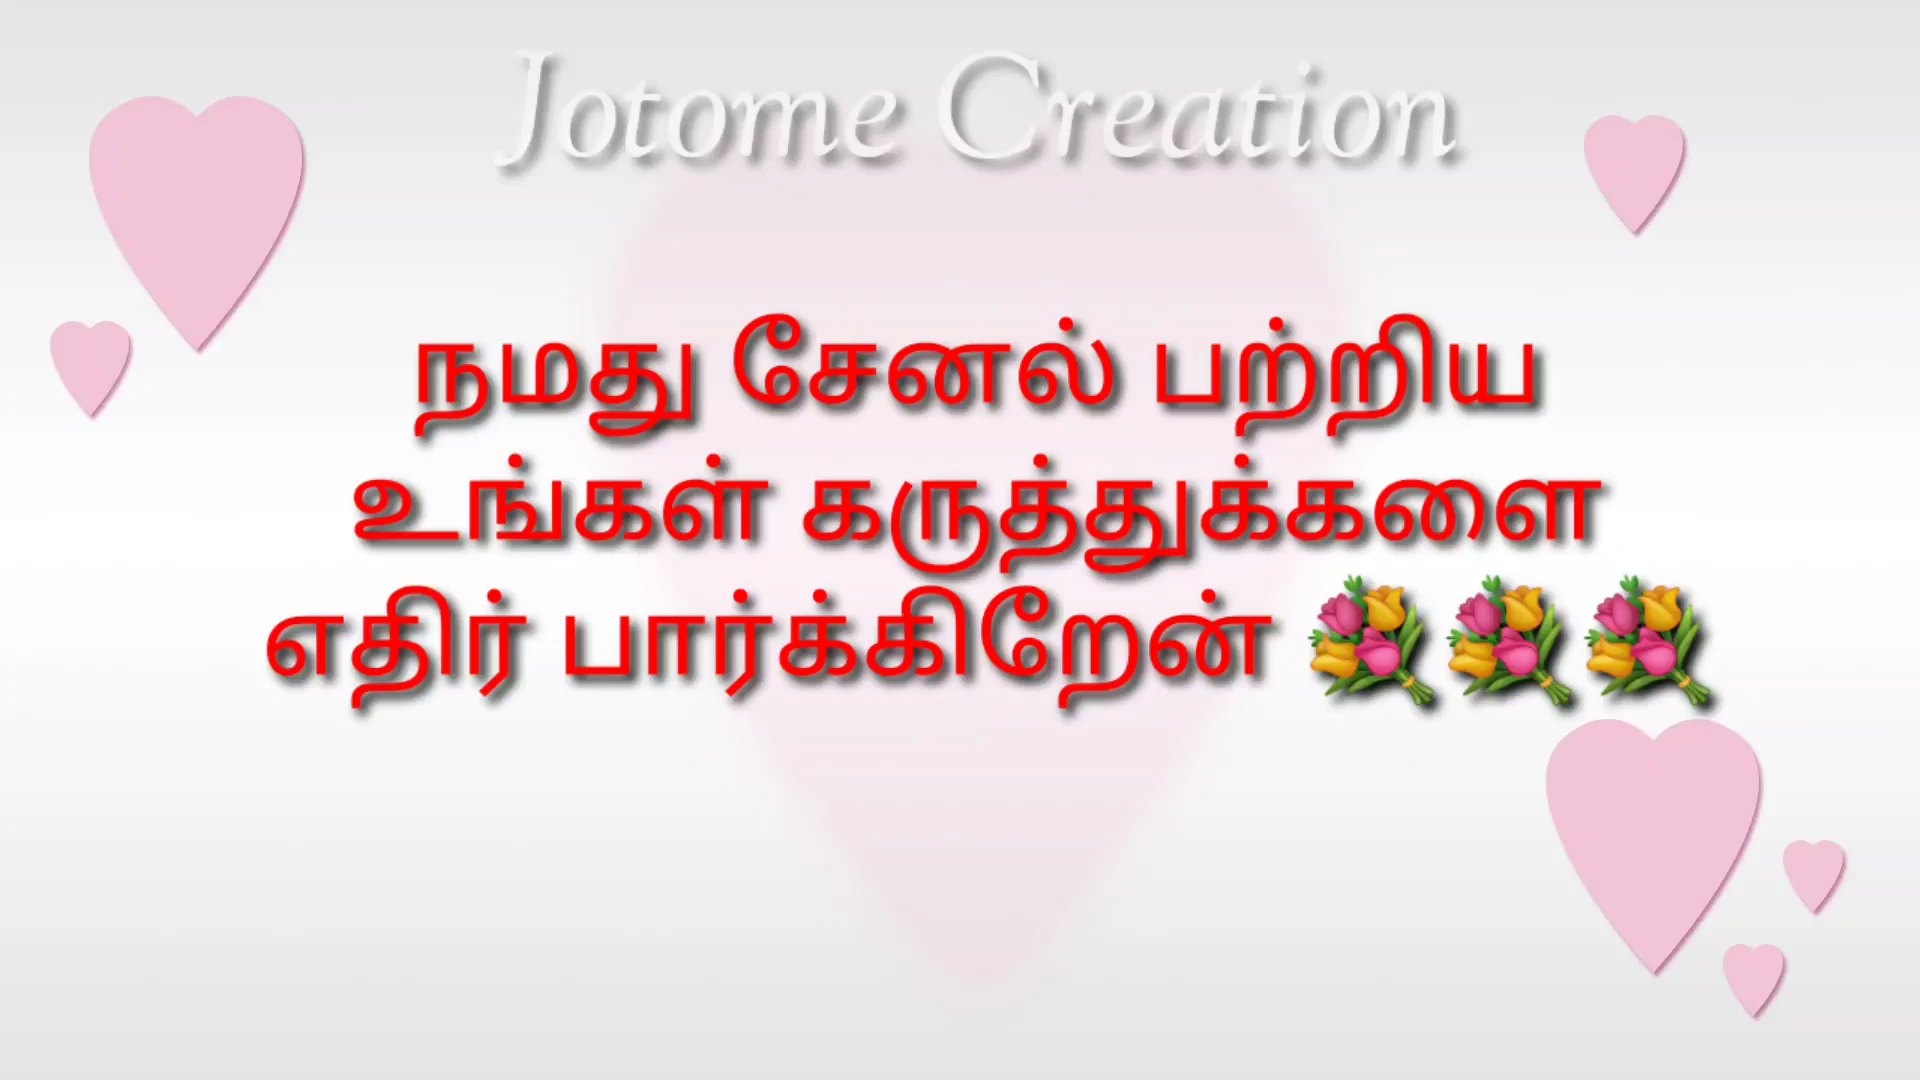 Jotome Creation
நமது சேனல் பற்றிய
உங்கள் கருத்துக்களை
எதிர் பார்க்கிறேன் 💐💐💐